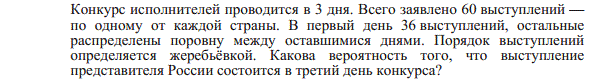 Конкурс исполнителей проводится в 3 дня. Всего заявлено 60 выступлений —
по одному от каждой страны. В первый день 36 выступлений, остальные
распределены поровну между оставшимися днями. Порядок выступлений
определяется жеребьёвкой. Какова вероятность того, что выступление
представителя России состоится в третий день конкурса?